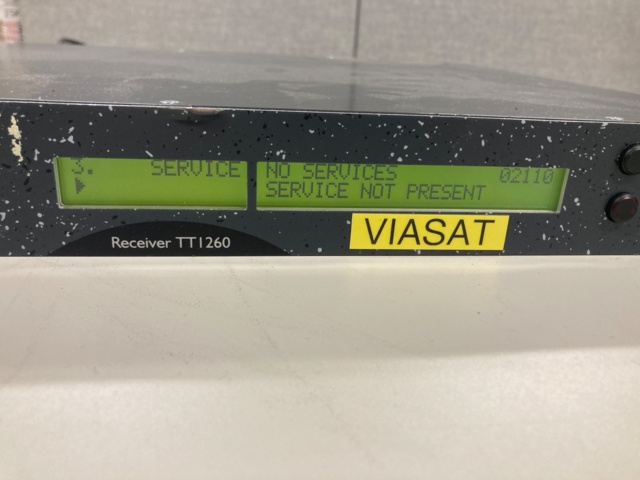 3. SERVICE
NO SERVICES 02110
SERVICE NOT PRESENT
Receiver TT1260
VIASAT